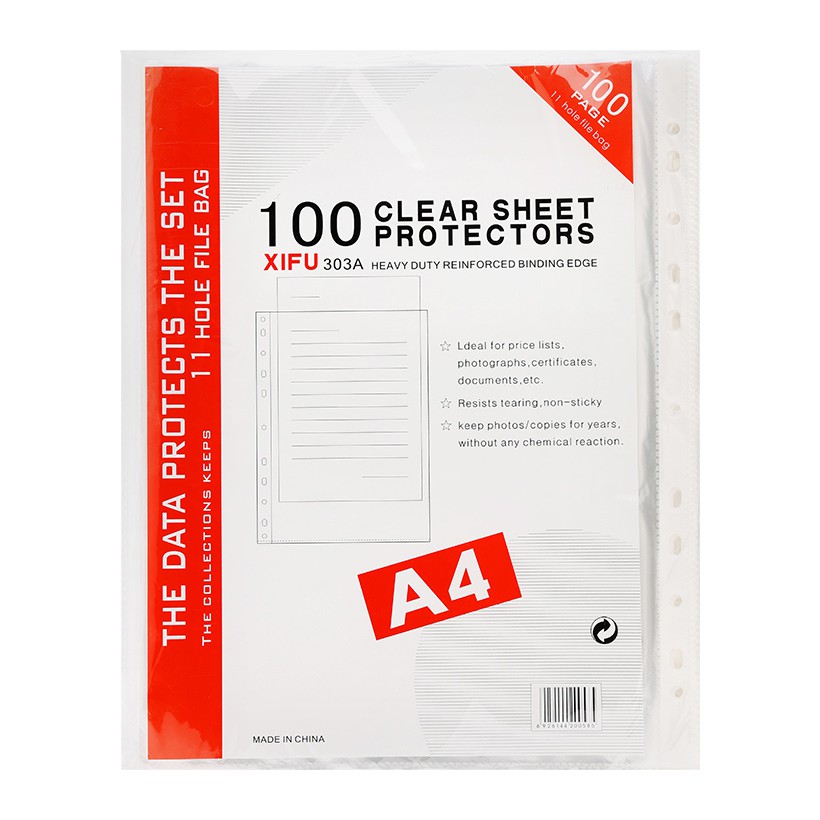 100
PAGE
11 hole file bag
THE DATA PROTECTS THE SET
THE COLLECTIONS KEEPS 11 HOLE FILE BAG
100 CLEAR SHEET
PROTECTORS
XIFU 303A HEAVY DUTY REINFORCED BINDING EDGE
☆ Ldeal for price lists,
photographs,certificates,
documents,etc.
☆ Resists tearing,non-sticky
☆ keep photos/copies for years,
without any chemical reaction.
A4
6926144200585
MADE IN CHINA